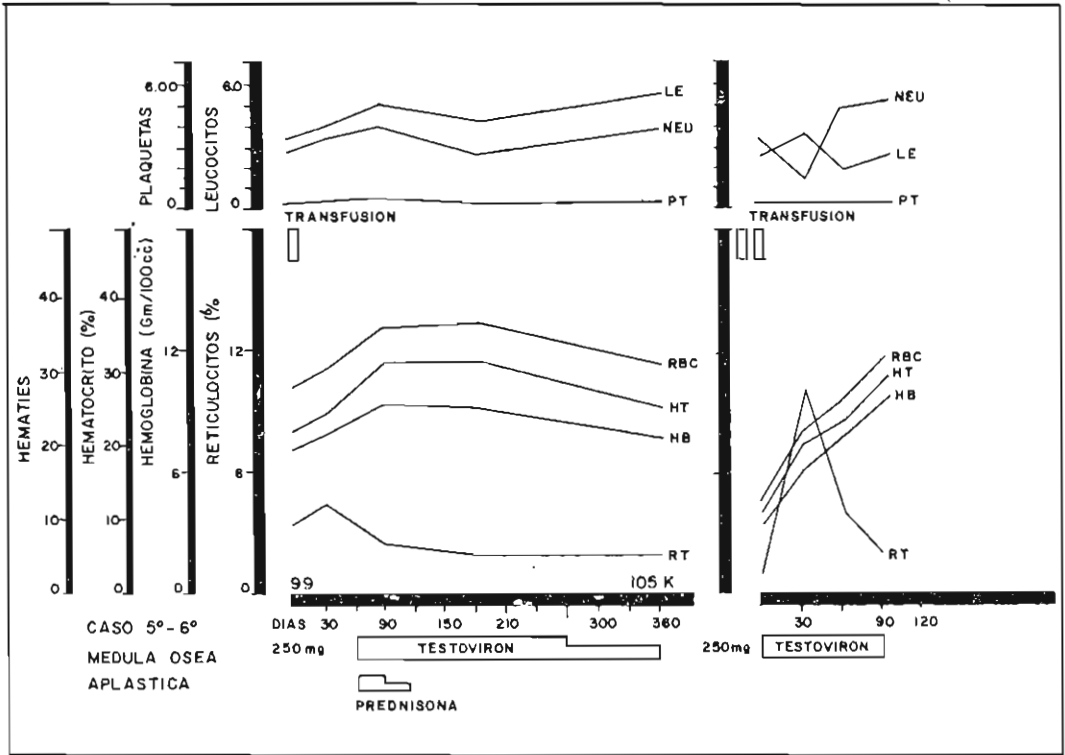 PLAQUETAS
6.00
0
LEUCOCITOS
60
0
LE
NEU
PT
NEU
LE
PT
TRANSFUSION
TRANSFUSION
HEMATIES
40
30
20
10
0
HEMATOCRITO (%)
40
30
20
10
0
HEMOGLOBINA (Gm/100cc)
12
6
0
RETICULOCITOS
12
6
0
RBC
HT
HB
RT
RBC
HT
HB
RT
99
105 K
DIAS 30 90 150 210 300 360
30 90 120
CASO 5°-6°
MEDULA OSEA
APLASTICA
250mg TESTOVIRON
250mg TESTOVIRON
PREDNISONA